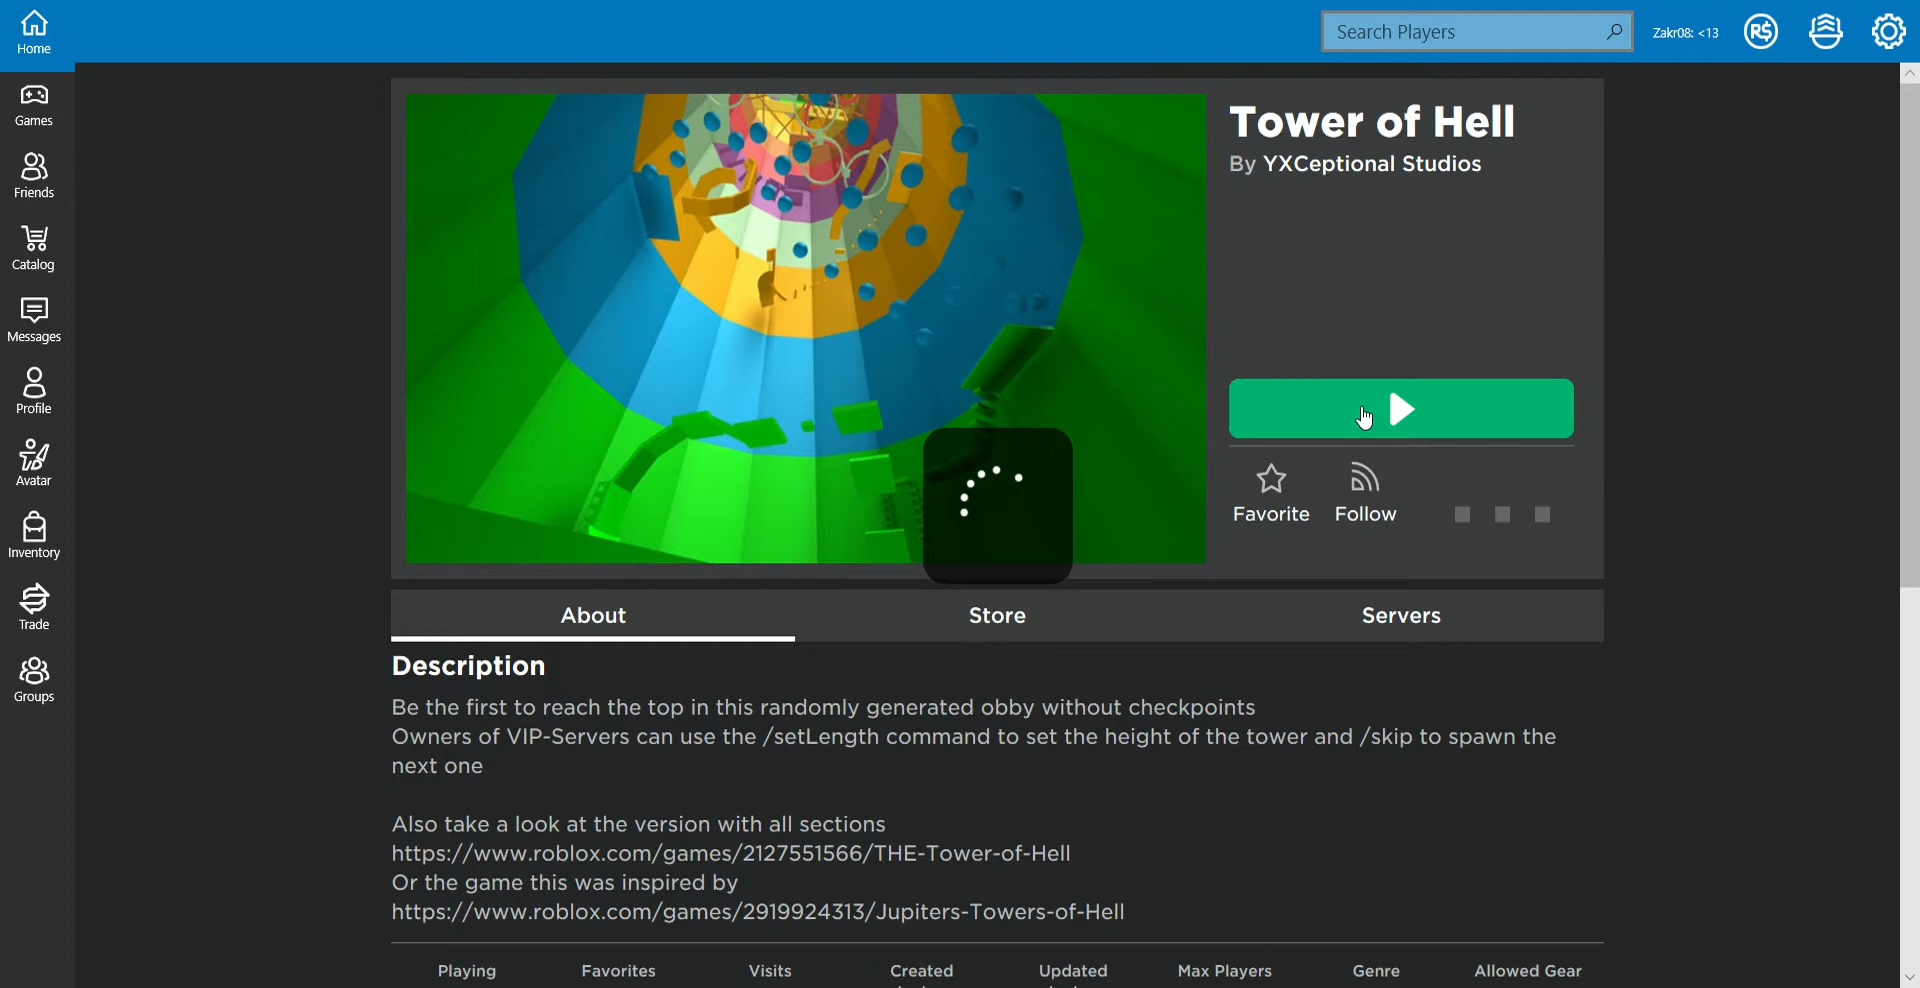 Home
Search Players
Zakr08: <13
R$
Games
Friends
Catalog
Messages
Profile
Avatar
Inventory
Trade
Groups
Tower of Hell
By YXCeptional Studios
Favorite
Follow
About
Store
Servers
Description
Be the first to reach the top in this randomly generated obby without checkpoints
Owners of VIP-Servers can use the /setLength command to set the height of the tower and /skip to spawn the
next one
Also take a look at the version with all sections
https://www.roblox.com/games/2127551566/THE-Tower-of-Hell
Or the game this was inspired by
https://www.roblox.com/games/2919924313/Jupiters-Towers-of-Hell
Playing
Favorites
Visits
Created
Updated
Max Players
Genre
Allowed Gear